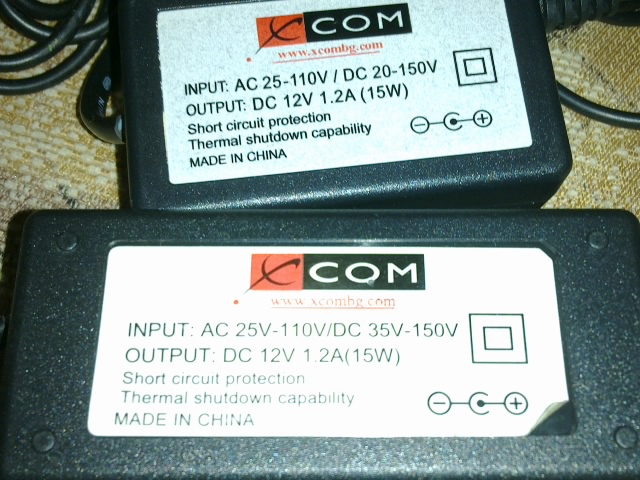 XCOM
www.xcombg.com
INPUT: AC 25-110V / DC 20-150V
OUTPUT: DC 12V 1.2A (15W)
Short circuit protection
Thermal shutdown capability
MADE IN CHINA
XCOM
www.xcombg.com
INPUT: AC 25V-110V/DC 35V-150V
OUTPUT: DC 12V 1.2A(15W)
Short circuit protection
Thermal shutdown capability
MADE IN CHINA